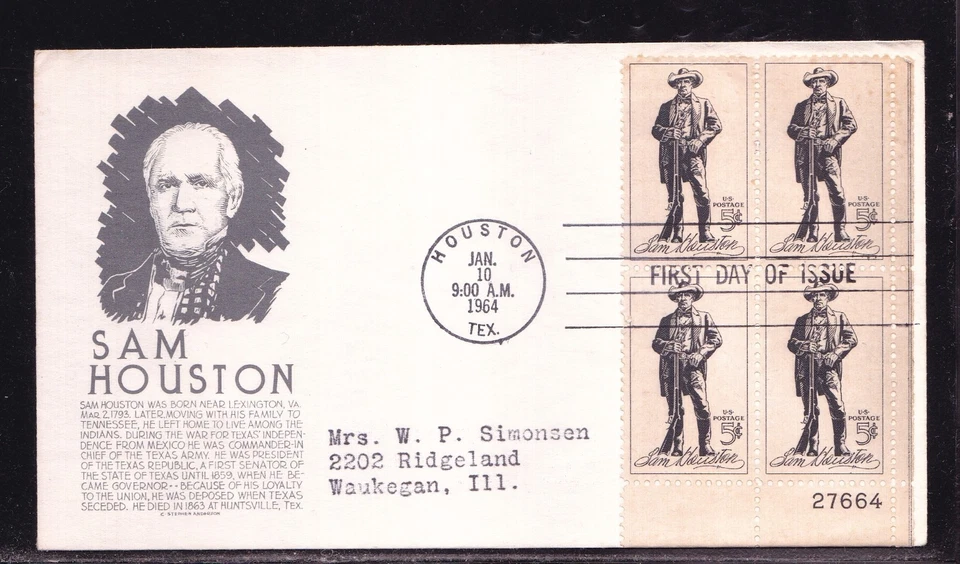 SAM
HOUSTON
SAM HOUSTON WAS BORN NEAR LEXINGTON, VA.
MAR. 2, 1793. LATER, MOVING WITH HIS FAMILY TO
TENNESSEE, HE LEFT HOME TO LIVE AMONG THE
INDIANS. DURING THE WAR FOR TEXAS' INDEPEN-
DENCE FROM MEXICO HE WAS COMMANDER-IN
CHIEF OF THE TEXAS ARMY. HE WAS PRESIDENT
OF THE TEXAS REPUBLIC, A FIRST SENATOR OF
THE STATE OF TEXAS UNTIL 1859, WHEN HE BE-
CAME GOVERNOR-- BECAUSE OF HIS LOYALTY
TO THE UNION, HE WAS DEPOSED WHEN TEXAS
SECEDED. HE DIED IN 1863 AT HUNTSVILLE, TEX.
C. STEPHEN ANDERSON
HOUSTON
JAN.
10
9:00 A.M.
1964
TEX.
Mrs. W. P. Simonsen
2202 Ridgeland
Waukegan, Ill.
U.S.
POSTAGE
5¢
Sam Houston
U.S.
POSTAGE
5¢
Sam Houston
FIRST DAY OF ISSUE
U.S.
POSTAGE
5¢
Sam Houston
U.S.
POSTAGE
5¢
Sam Houston
27664